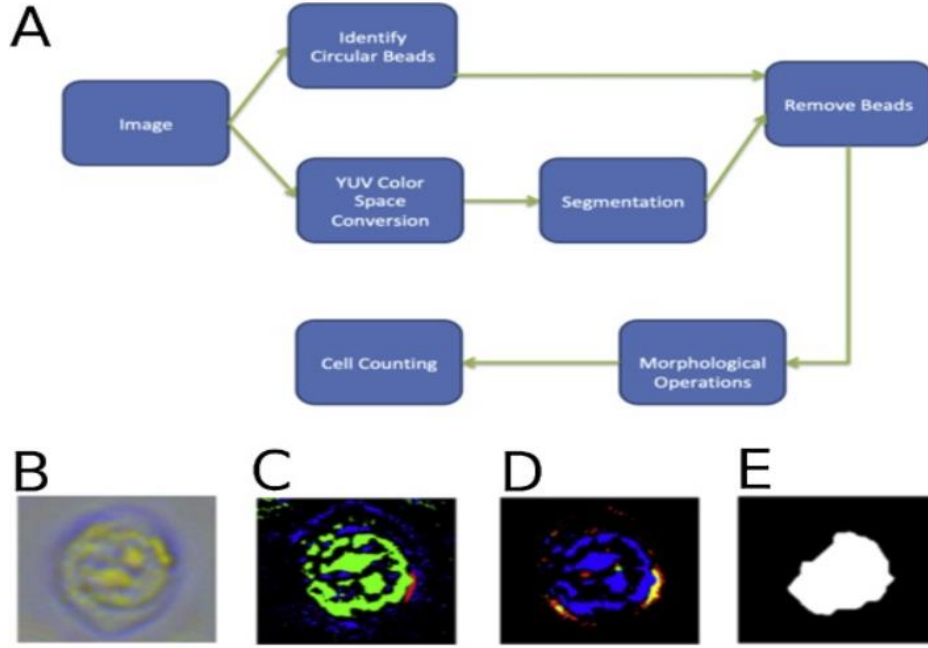 A
Identify
Circular Beads
Image
Remove Beads
YUV Color
Space
Conversion
Segmentation
Cell Counting
Morphological
Operations
B
C
D
E